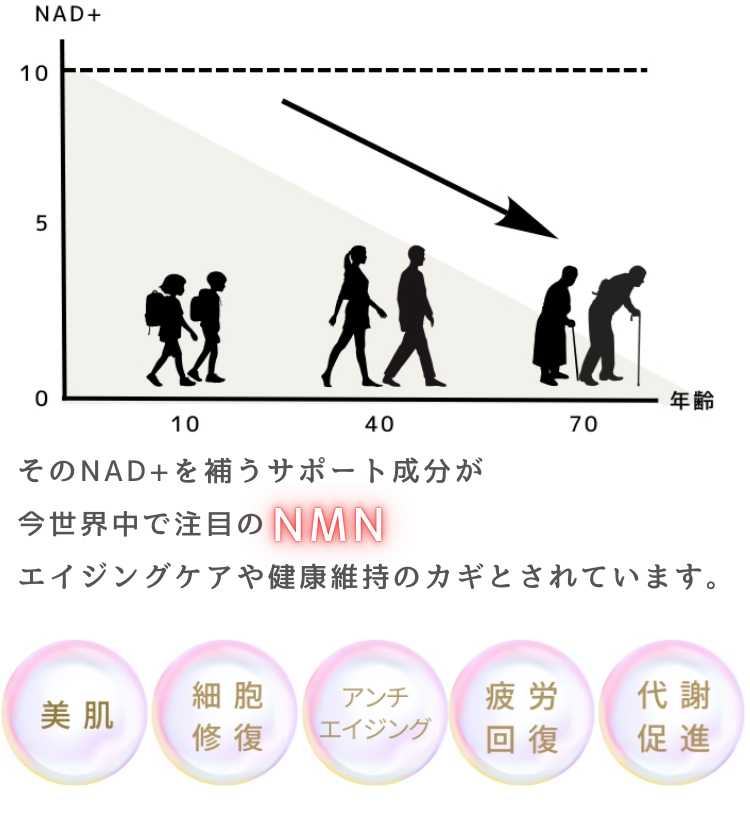 NAD+
10
5
0
10 40 70
年齢
そのNAD+を補うサポート成分が
今世界中で注目のNMN
エイジングケアや健康維持のカギとされています。
美肌
細胞
修復
アンチ
エイジング
疲労
回復
代謝
促進